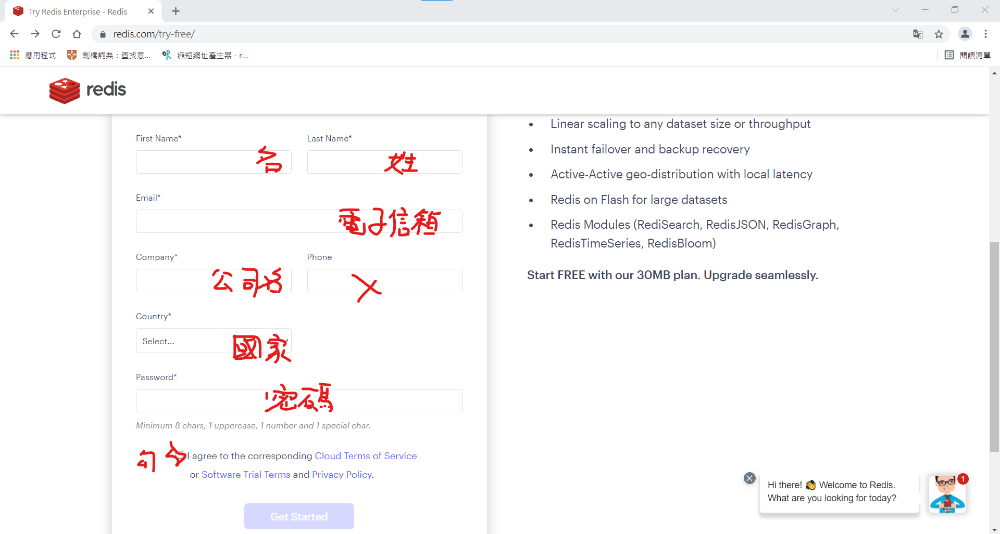 Try Redis Enterprise - Redis
redis.com/try-free/
應用程式
劍橋詞典：查找意...
縮短網址產生器 - r...
閱讀清單
redis
First Name*
Last Name*
名
姓
Email*
電子信箱
Company*
Phone
公司名
X
Country*
Select...
國家
Password*
密碼
Minimum 8 chars, 1 uppercase, 1 number and 1 special char.
勾
I agree to the corresponding Cloud Terms of Service
or Software Trial Terms and Privacy Policy.
Get Started
Linear scaling to any dataset size or throughput
Instant failover and backup recovery
Active-Active geo-distribution with local latency
Redis on Flash for large datasets
Redis Modules (RediSearch, RedisJSON, RedisGraph,
RedisTimeSeries, RedisBloom)
Start FREE with our 30MB plan. Upgrade seamlessly.
Hi there! 👋 Welcome to Redis.
What are you looking for today?
1